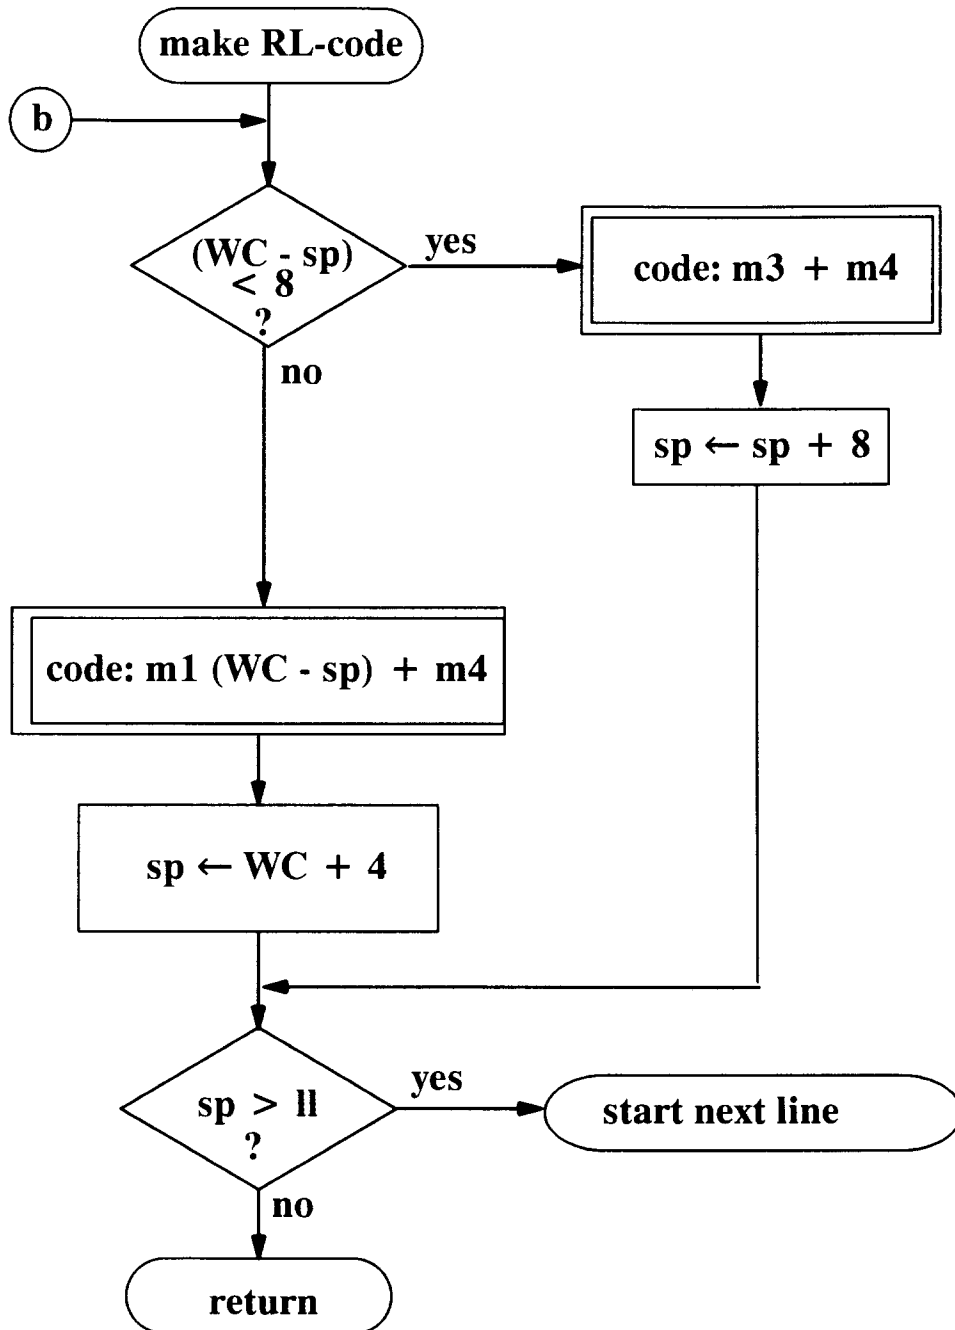 make RL-code
b
(WC - sp)
< 8
?
yes
code: m3 + m4
no
sp ← sp + 8
code: m1 (WC - sp) + m4
sp ← WC + 4
sp > ll
?
yes
start next line
no
return